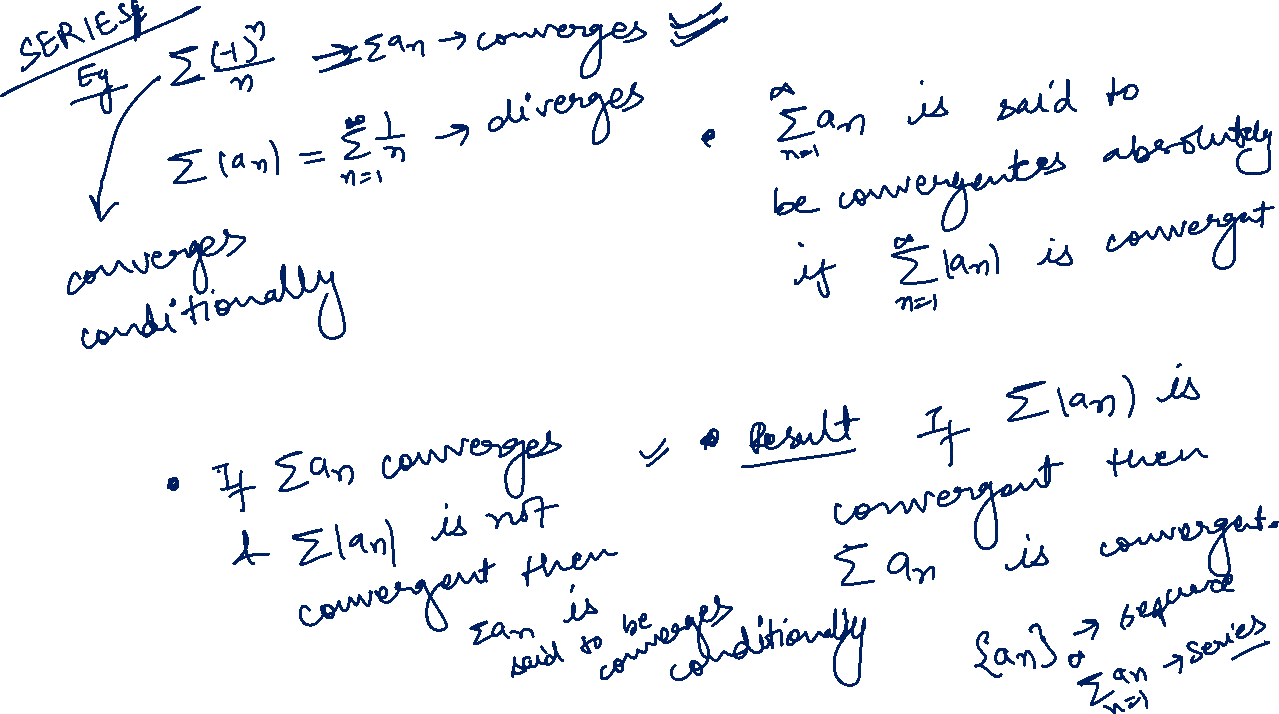 SERIES
Eg Σ (-1)^n / n ⇒ Σ an → converges
Σ |an| = Σ_{n=1}^{∞} 1/n → diverges
converges
conditionally
• Σ_{n=1}^{∞} an is said to
be convergentes absolutely
if Σ_{n=1}^{∞} |an| is convergent
• If Σ an converges
& Σ |an| is not
convergent then
Σ an is
said to be
converges
conditionally
• Result If Σ |an| is
convergent then
Σ an is convergent.
{an} → sequence
Σ_{n=1}^{∞} an → series